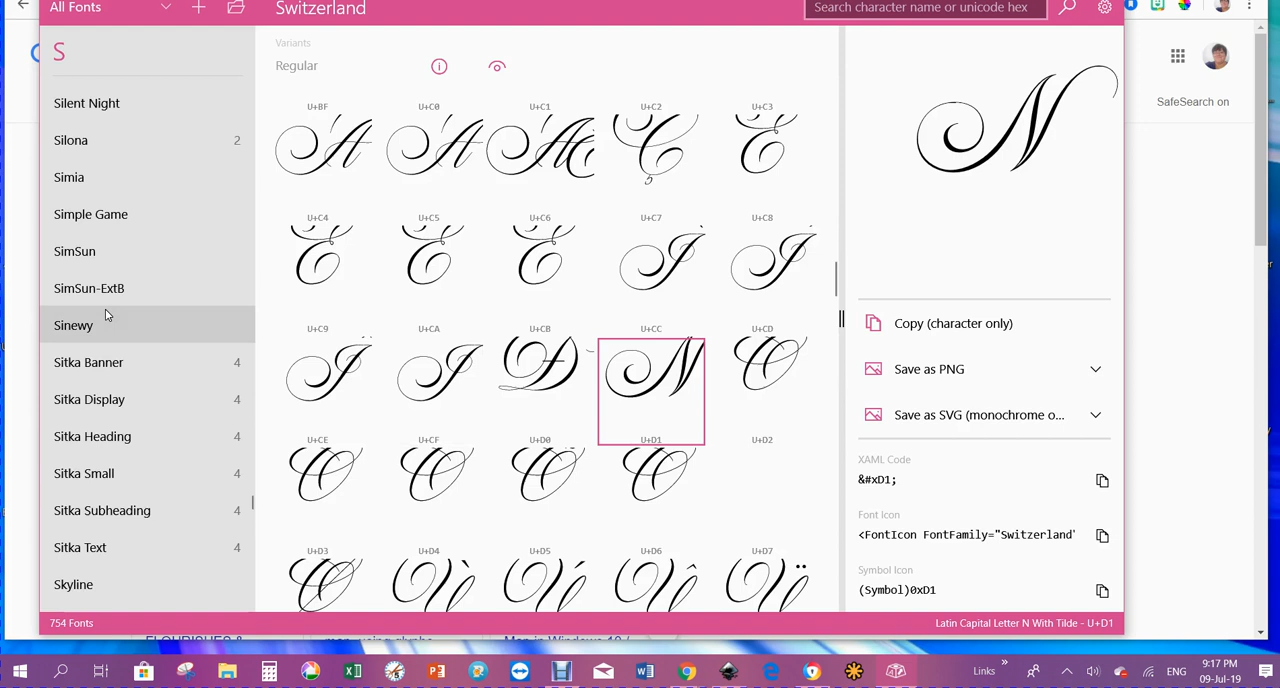 All Fonts
Switzerland
Search character name or unicode hex
S
Silent Night
Silona 2
Simia
Simple Game
SimSun
SimSun-ExtB
Sinewy
Sitka Banner 4
Sitka Display 4
Sitka Heading 4
Sitka Small 4
Sitka Subheading 4
Sitka Text 4
Skyline
Variants
Regular
U+BF U+C0 U+C1 U+C2 U+C3
U+C4 U+C5 U+C6 U+C7 U+C8
U+C9 U+CA U+CB U+CC U+CD
U+CE U+CF U+D0 U+D1 U+D2
U+D3 U+D4 U+D5 U+D6 U+D7
N
Copy (character only)
Save as PNG
Save as SVG (monochrome o...
XAML Code
&#xD1;
Font Icon
<FontIcon FontFamily="Switzerland"
Symbol Icon
(Symbol)0xD1
754 Fonts
Latin Capital Letter N With Tilde - U+D1
SafeSearch on
Links
ENG
9:17 PM
09-Jul-19